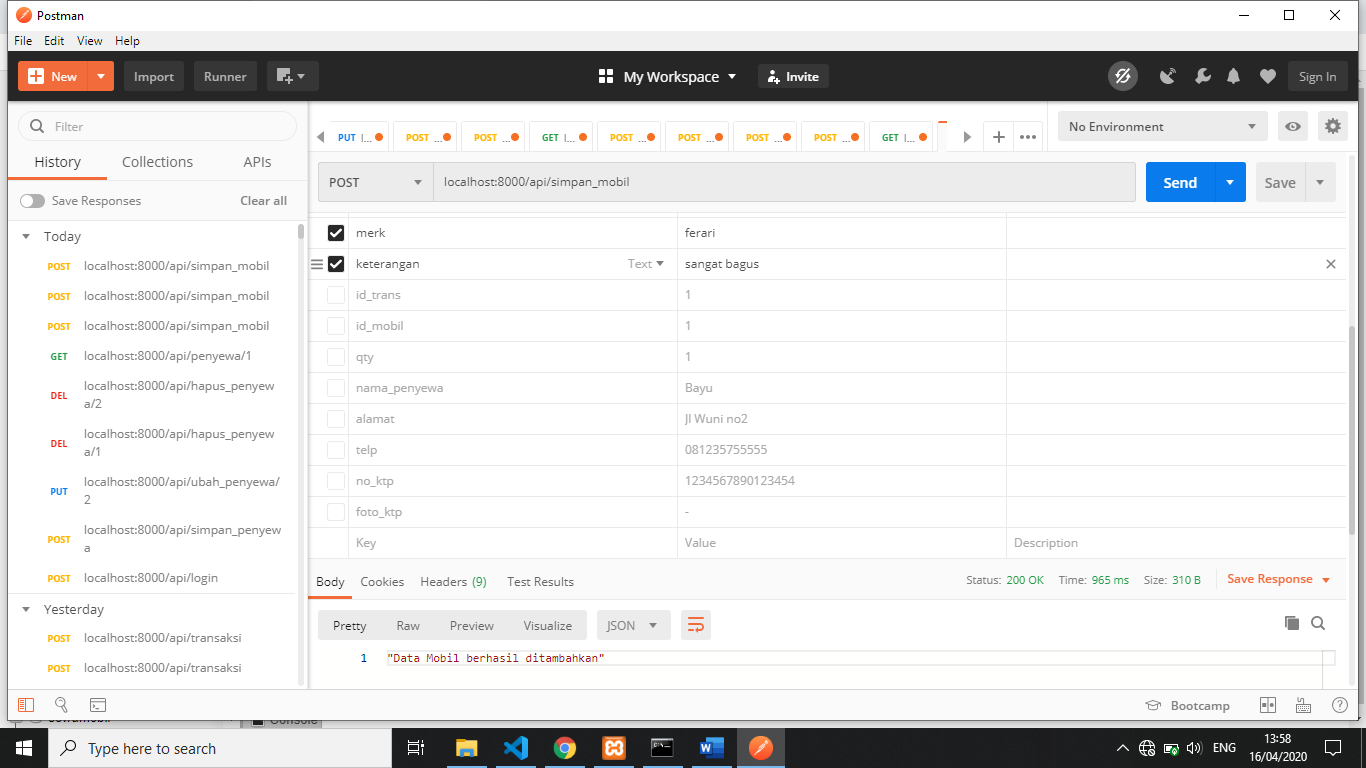 Postman
File Edit View Help
New Import Runner My Workspace Invite Sign In
Filter
History Collections APIs
Save Responses Clear all
Today
POST localhost:8000/api/simpan_mobil
POST localhost:8000/api/simpan_mobil
POST localhost:8000/api/simpan_mobil
GET localhost:8000/api/penyewa/1
DEL localhost:8000/api/hapus_penyew
a/2
DEL localhost:8000/api/hapus_penyew
a/1
PUT localhost:8000/api/ubah_penyewa/
2
POST localhost:8000/api/simpan_penyew
a
POST localhost:8000/api/login
Yesterday
POST localhost:8000/api/transaksi
POST localhost:8000/api/transaksi
PUT l... POST ... POST ... GET l... POST ... POST ... POST ... POST ... GET l...
No Environment
POST localhost:8000/api/simpan_mobil Send Save
merk ferari
keterangan Text sangat bagus
id_trans 1
id_mobil 1
qty 1
nama_penyewa Bayu
alamat Jl Wuni no2
telp 081235755555
no_ktp 1234567890123454
foto_ktp -
Key Value Description
Body Cookies Headers (9) Test Results Status: 200 OK Time: 965 ms Size: 310 B Save Response
Pretty Raw Preview Visualize JSON
1 "Data Mobil berhasil ditambahkan"
Bootcamp
Console
Type here to search
ENG
13:58
16/04/2020